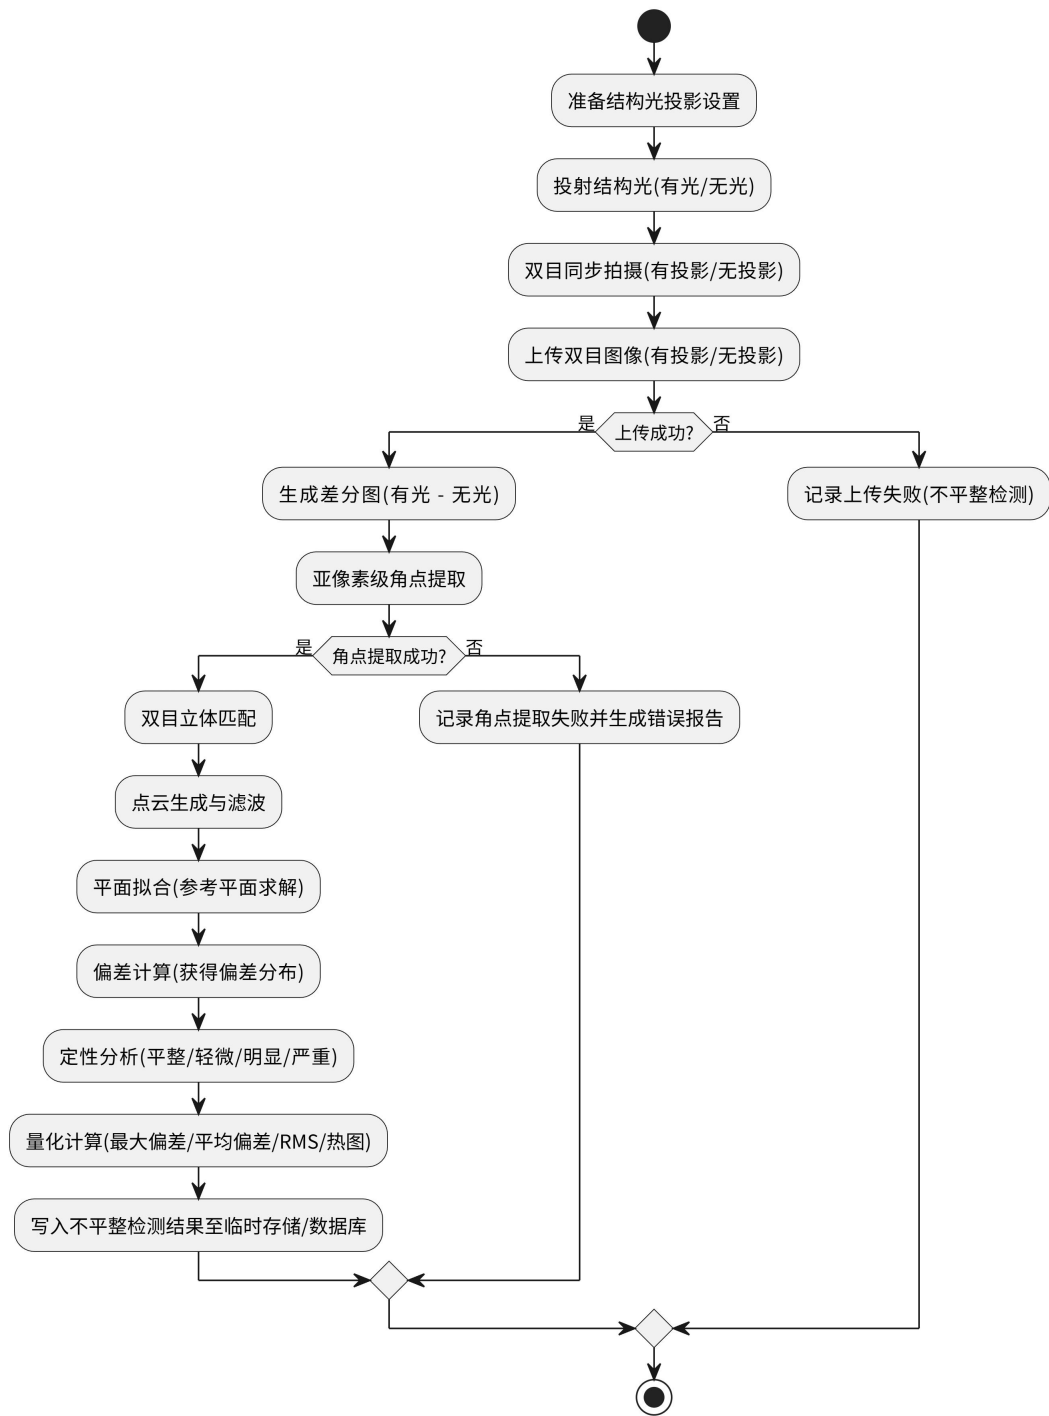 准备结构光投影设置
投射结构光(有光/无光)
双目同步拍摄(有投影/无投影)
上传双目图像(有投影/无投影)
是
上传成功?
否
生成差分图(有光 - 无光)
记录上传失败(不平整检测)
亚像素级角点提取
是
角点提取成功?
否
双目立体匹配
记录角点提取失败并生成错误报告
点云生成与滤波
平面拟合(参考平面求解)
偏差计算(获得偏差分布)
定性分析(平整/轻微/明显/严重)
量化计算(最大偏差/平均偏差/RMS/热图)
写入不平整检测结果至临时存储/数据库